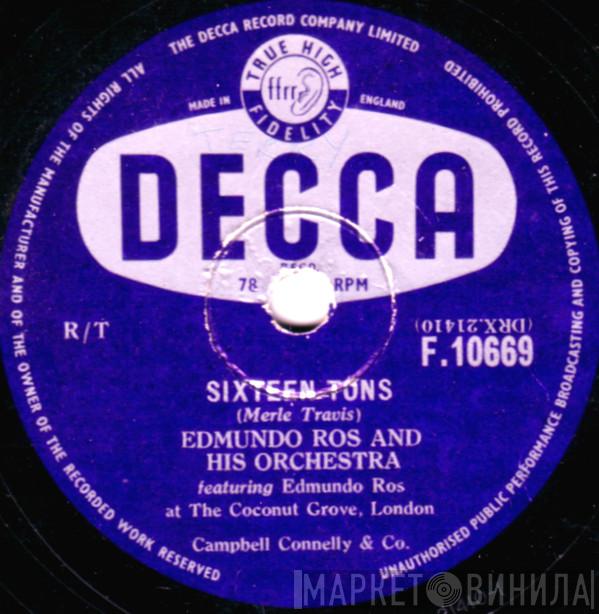 THE DECCA RECORD COMPANY LIMITED
ALL RIGHTS OF THE MANUFACTURER AND OF THE OWNER OF THE RECORDED WORK RESERVED
UNAUTHORISED PUBLIC PERFORMANCE BROADCASTING AND COPYING OF THIS RECORD PROHIBITED
TRUE HIGH
ffrr
FIDELITY
MADE IN ENGLAND
DECCA
78 RPM
R/T
(DRX.21410)
F.10669
SIXTEEN TONS
(Merle Travis)
EDMUNDO ROS AND
HIS ORCHESTRA
featuring Edmundo Ros
at The Coconut Grove, London
Campbell Connelly & Co.
МАРКЕТ ВИНИЛА